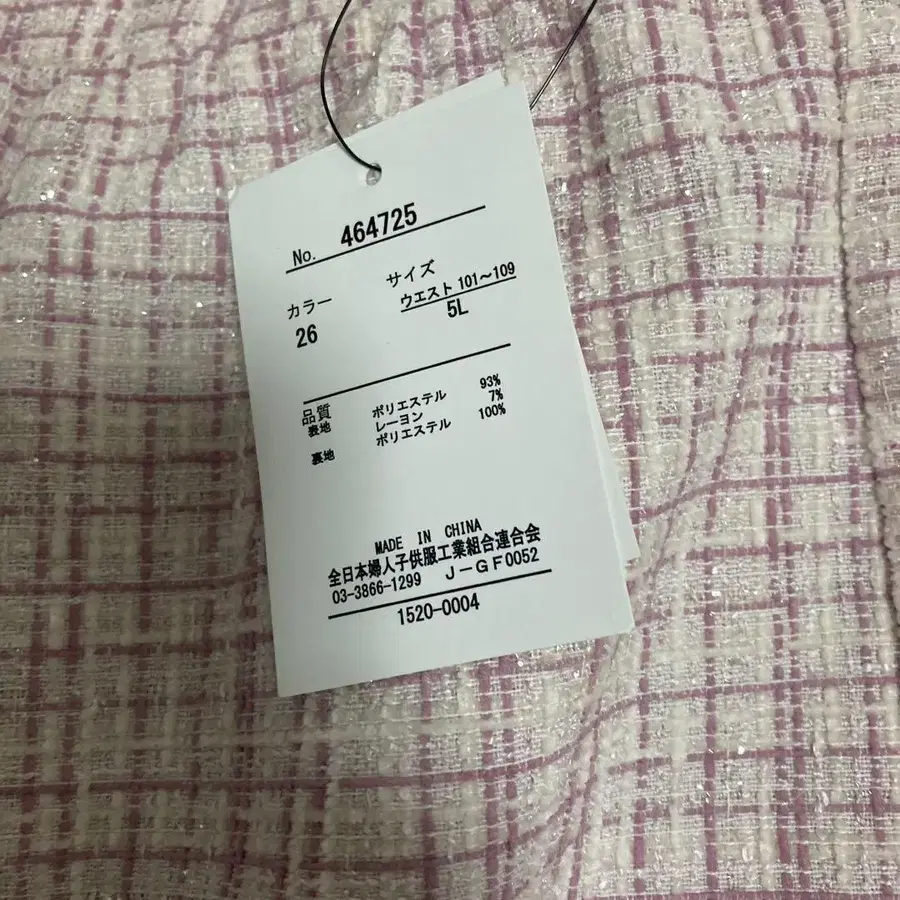 No. 464725
カラー サイズ
26 ウエスト 101～109
5L
品質
表地 ポリエステル 93%
レーヨン 7%
裏地 ポリエステル 100%
MADE IN CHINA
全日本婦人子供服工業組合連合会
03-3866-1299 J-GF0052
1520-0004